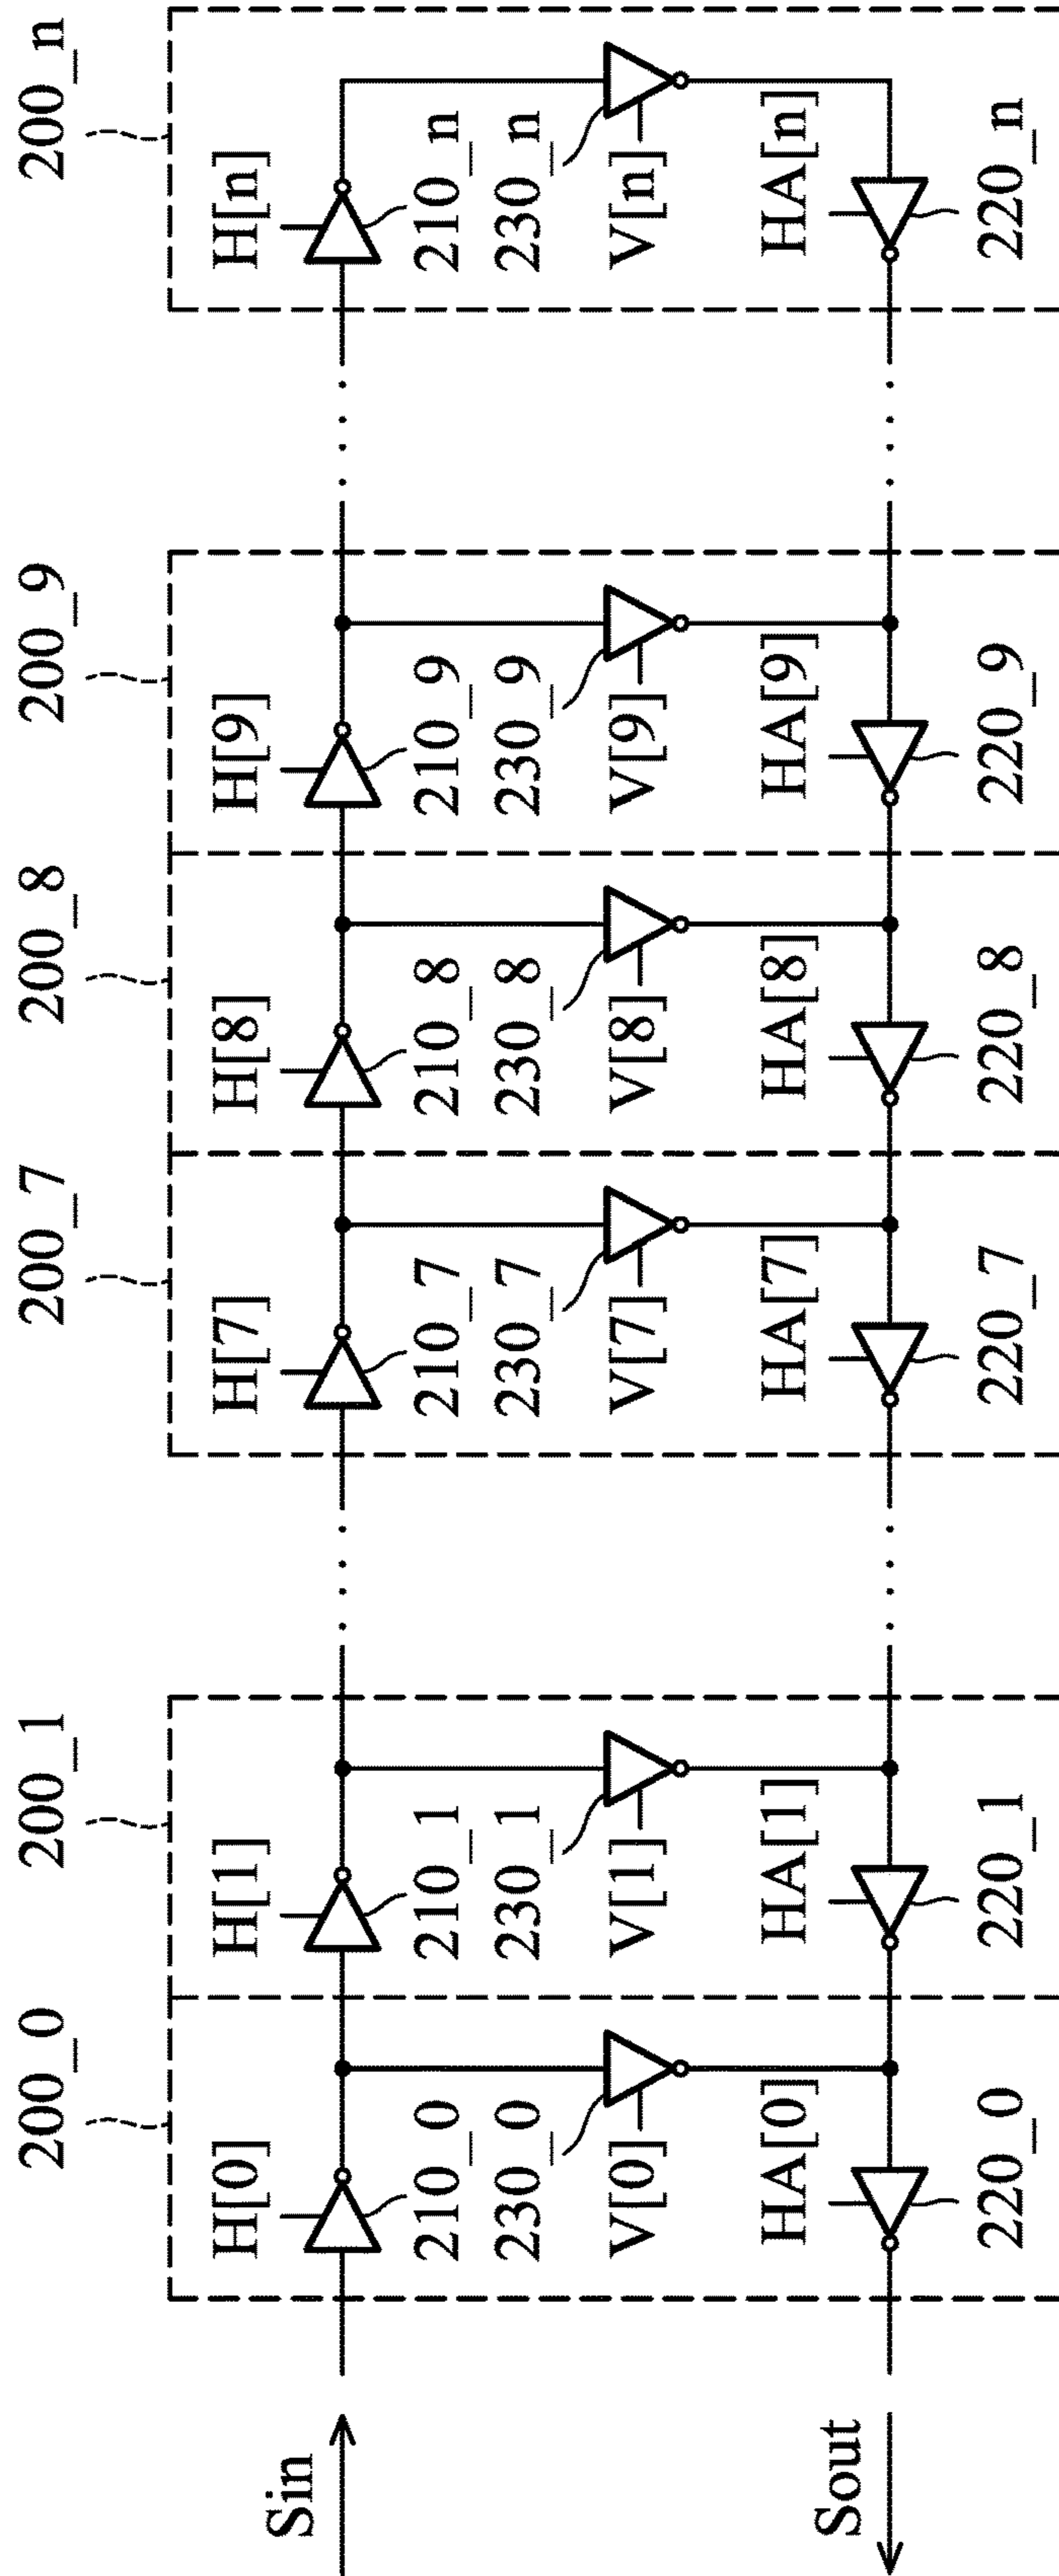 200_0 200_1 200_7 200_8 200_9 200_n
H[0] H[1] H[7] H[8] H[9] H[n]
Sin
210_0 210_1 210_7 210_8 210_9 210_n
230_0 230_1 230_7 230_8 230_9 230_n
V[0] V[1] V[7] V[8] V[9] V[n]
HA[0] HA[1] HA[7] HA[8] HA[9] HA[n]
Sout
220_0 220_1 220_7 220_8 220_9 220_n